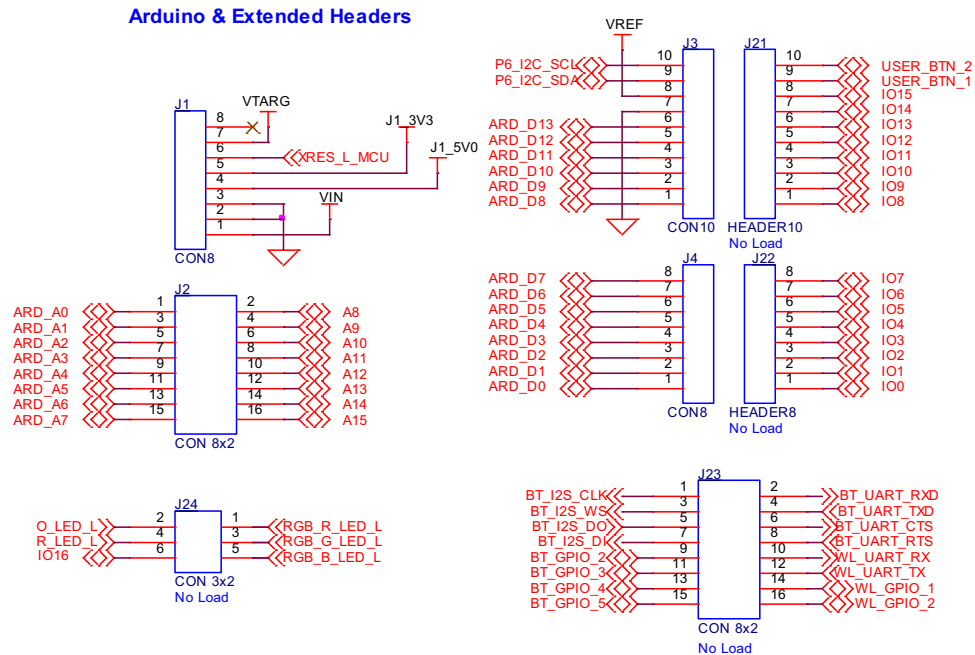 Arduino & Extended Headers
J1
VTARG
8
7
6
5
4
3
2
1
XRES_L_MCU
J1_3V3
J1_5V0
VIN
CON8
VREF
J3
P6_I2C_SCL 10
P6_I2C_SDA 9
8
7
ARD_D13 6
ARD_D12 5
ARD_D11 4
ARD_D10 3
ARD_D9 2
ARD_D8 1
CON10
J21
10 USER_BTN_2
9 USER_BTN_1
8 IO15
7 IO14
6 IO13
5 IO12
4 IO11
3 IO10
2 IO9
1 IO8
HEADER10
No Load
J2
ARD_A0 1 2 A8
ARD_A1 3 4 A9
ARD_A2 5 6 A10
ARD_A3 7 8 A11
ARD_A4 9 10 A12
ARD_A5 11 12 A13
ARD_A6 13 14 A14
ARD_A7 15 16 A15
CON 8x2
J4
ARD_D7 8
ARD_D6 7
ARD_D5 6
ARD_D4 5
ARD_D3 4
ARD_D2 3
ARD_D1 2
ARD_D0 1
CON8
J22
8 IO7
7 IO6
6 IO5
5 IO4
4 IO3
3 IO2
2 IO1
1 IO0
HEADER8
No Load
J24
O_LED_L 2 1 RGB_R_LED_L
R_LED_L 4 3 RGB_G_LED_L
IO16 6 5 RGB_B_LED_L
CON 3x2
No Load
J23
BT_I2S_CLK 1 2 BT_UART_RXD
BT_I2S_WS 3 4 BT_UART_TXD
BT_I2S_DO 5 6 BT_UART_CTS
BT_I2S_DI 7 8 BT_UART_RTS
BT_GPIO_2 9 10 WL_UART_RX
BT_GPIO_3 11 12 WL_UART_TX
BT_GPIO_4 13 14 WL_GPIO_1
BT_GPIO_5 15 16 WL_GPIO_2
CON 8x2
No Load